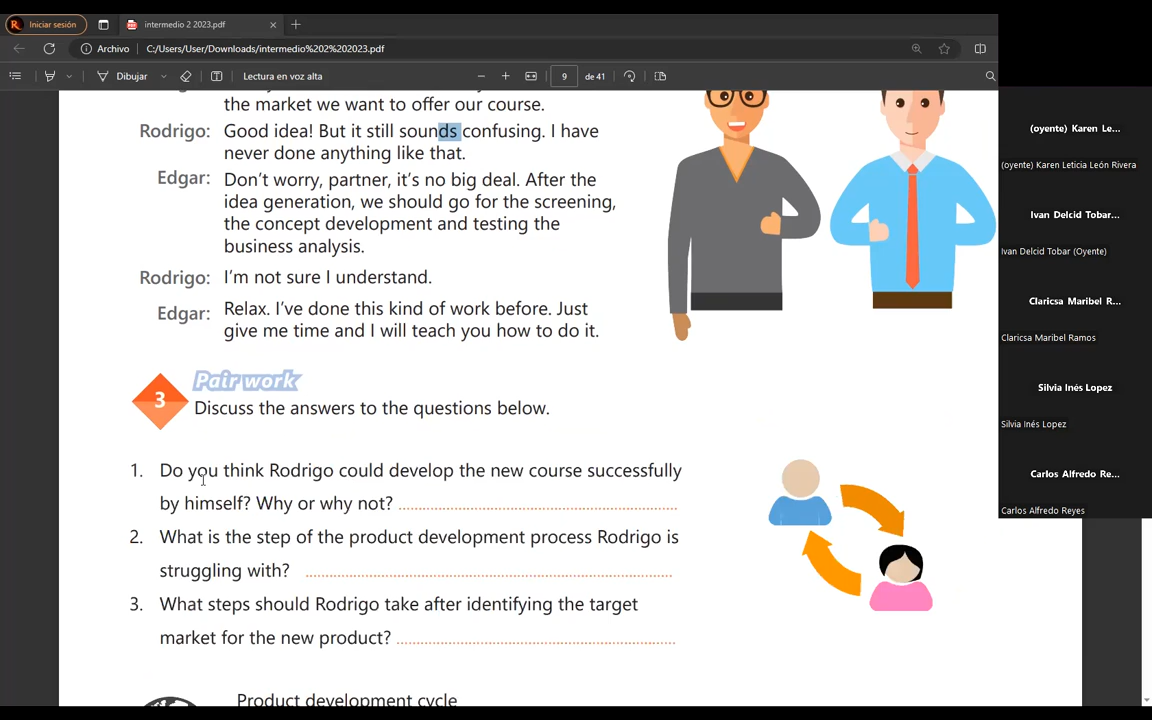 Iniciar sesión
intermedio 2 2023.pdf
Archivo
C:/Users/User/Downloads/intermedio%202%202023.pdf
Dibujar
Lectura en voz alta
9
de 41
the market we want to offer our course.
Rodrigo: Good idea! But it still sounds confusing. I have
never done anything like that.
Edgar: Don't worry, partner, it's no big deal. After the
idea generation, we should go for the screening,
the concept development and testing the
business analysis.
Rodrigo: I'm not sure I understand.
Edgar: Relax. I've done this kind of work before. Just
give me time and I will teach you how to do it.
3
Pair work
Discuss the answers to the questions below.
1. Do you think Rodrigo could develop the new course successfully
by himself? Why or why not?
2. What is the step of the product development process Rodrigo is
struggling with?
3. What steps should Rodrigo take after identifying the target
market for the new product?
Product development cycle
(oyente) Karen Le...
(oyente) Karen Leticia León Rivera
Ivan Delcid Tobar...
Ivan Delcid Tobar (Oyente)
Claricsa Maribel R...
Claricsa Maribel Ramos
Silvia Inés Lopez
Silvia Inés Lopez
Carlos Alfredo Re...
Carlos Alfredo Reyes